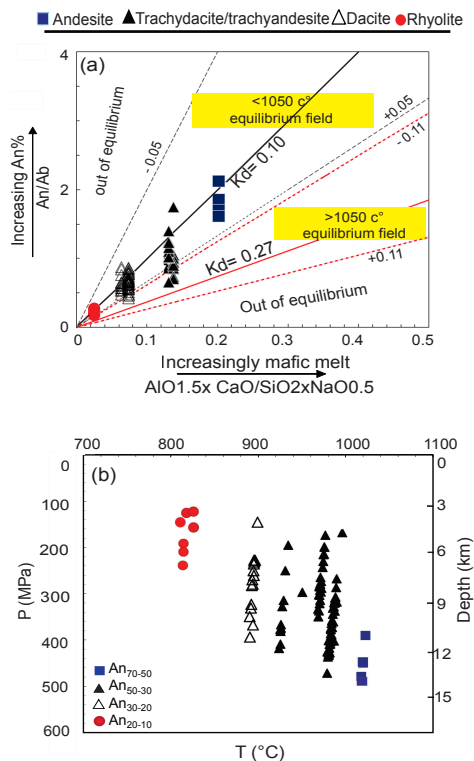 Andesite Trachydacite/trachyandesite Dacite Rhyolite
(a)
4
2
0
Increasing An%
An/Ab
out of equilibrium
- 0.05
<1050 c°
equilibrium field
Kd= 0.10
+0.05
- 0.11
>1050 c°
equilibrium field
Kd= 0.27
+0.11
Out of equilibrium
0 0.1 0.2 0.3 0.4 0.5
Increasingly mafic melt
AlO1.5x CaO/SiO2xNaO0.5
700 800 900 1000 1100
(b)
0
100
200
300
400
500
600
P (MPa)
0
3
6
9
12
15
Depth (km)
An70-50
An50-30
An30-20
An20-10
T (°C)